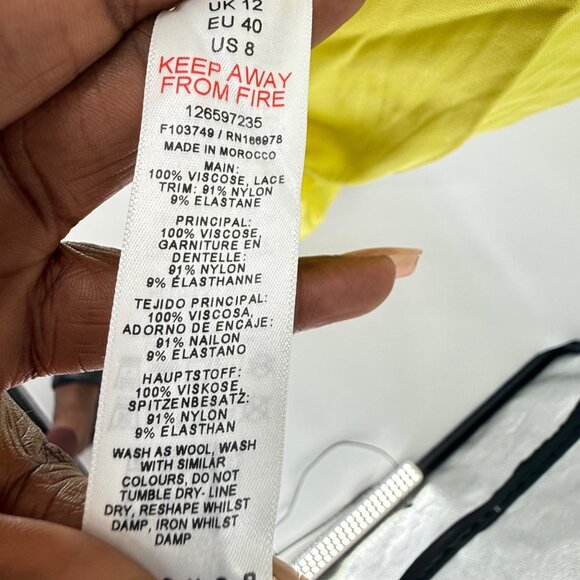 UK 12
EU 40
US 8
KEEP AWAY
FROM FIRE
126597235
F103749 / RN166978
MADE IN MOROCCO
MAIN:
100% VISCOSE, LACE
TRIM: 91% NYLON
9% ELASTANE
PRINCIPAL:
100% VISCOSE,
GARNITURE EN
DENTELLE:
91% NYLON
9% ÉLASTHANNE
TEJIDO PRINCIPAL:
100% VISCOSA,
ADORNO DE ENCAJE:
91% NAILON
9% ELASTANO
HAUPTSTOFF:
100% VISKOSE,
SPITZENBESATZ:
91% NYLON
9% ELASTHAN
WASH AS WOOL, WASH
WITH SIMILAR
COLOURS, DO NOT
TUMBLE DRY- LINE
DRY, RESHAPE WHILST
DAMP, IRON WHILST
DAMP